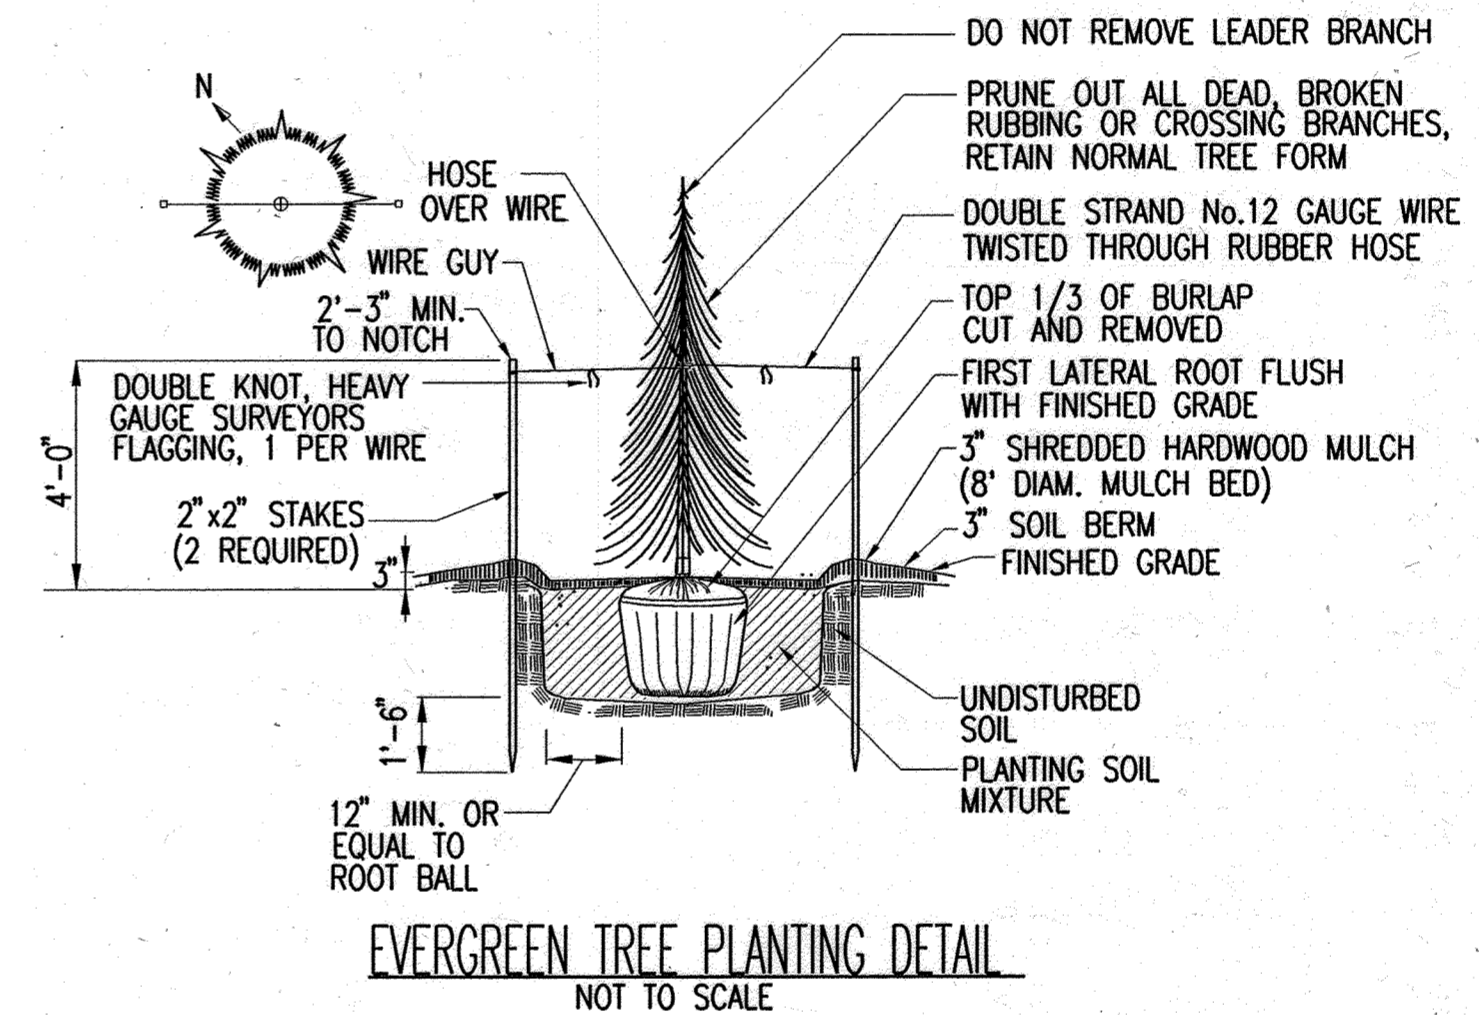 N
HOSE
OVER WIRE
WIRE GUY
2'-3" MIN.
TO NOTCH
DOUBLE KNOT, HEAVY
GAUGE SURVEYORS
FLAGGING, 1 PER WIRE
4'-0"
2"x2" STAKES
(2 REQUIRED)
3"
1'-6"
12" MIN. OR
EQUAL TO
ROOT BALL
DO NOT REMOVE LEADER BRANCH
PRUNE OUT ALL DEAD, BROKEN
RUBBING OR CROSSING BRANCHES,
RETAIN NORMAL TREE FORM
DOUBLE STRAND No.12 GAUGE WIRE
TWISTED THROUGH RUBBER HOSE
TOP 1/3 OF BURLAP
CUT AND REMOVED
FIRST LATERAL ROOT FLUSH
WITH FINISHED GRADE
3" SHREDDED HARDWOOD MULCH
(8' DIAM. MULCH BED)
3" SOIL BERM
FINISHED GRADE
UNDISTURBED
SOIL
PLANTING SOIL
MIXTURE
EVERGREEN TREE PLANTING DETAIL
NOT TO SCALE